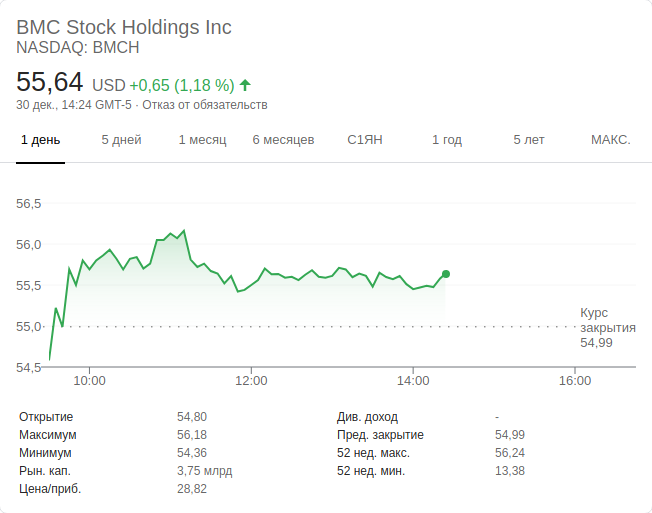 BMC Stock Holdings Inc
NASDAQ: BMCH
55,64 USD +0,65 (1,18 %)
30 дек., 14:24 GMT-5 · Отказ от обязательств
1 день 5 дней 1 месяц 6 месяцев С1ЯН 1 год 5 лет МАКС.
56,5
56,0
55,5
55,0
54,5
Курс
закрытия
54,99
10:00 12:00 14:00 16:00
Открытие 54,80 Див. доход -
Максимум 56,18 Пред. закрытие 54,99
Минимум 54,36 52 нед. макс. 56,24
Рын. кап. 3,75 млрд 52 нед. мин. 13,38
Цена/приб. 28,82